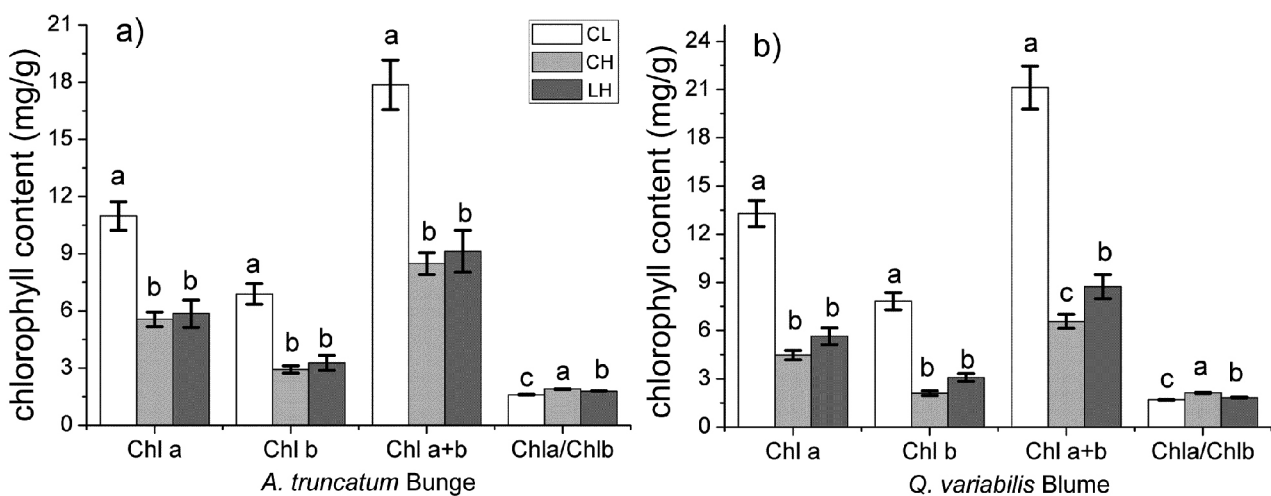 chlorophyll content (mg/g)
21
18
15
12
9
6
3
0
a)
CL
CH
LH
a
b
b
a
b
b
a
b
b
c
a
b
Chl a
Chl b
Chl a+b
Chla/Chlb
A. truncatum Bunge
chlorophyll content (mg/g)
24
21
18
15
12
9
6
3
0
b)
a
b
b
a
b
b
a
c
b
c
a
b
Chl a
Chl b
Chl a+b
Chla/Chlb
Q. variabilis Blume